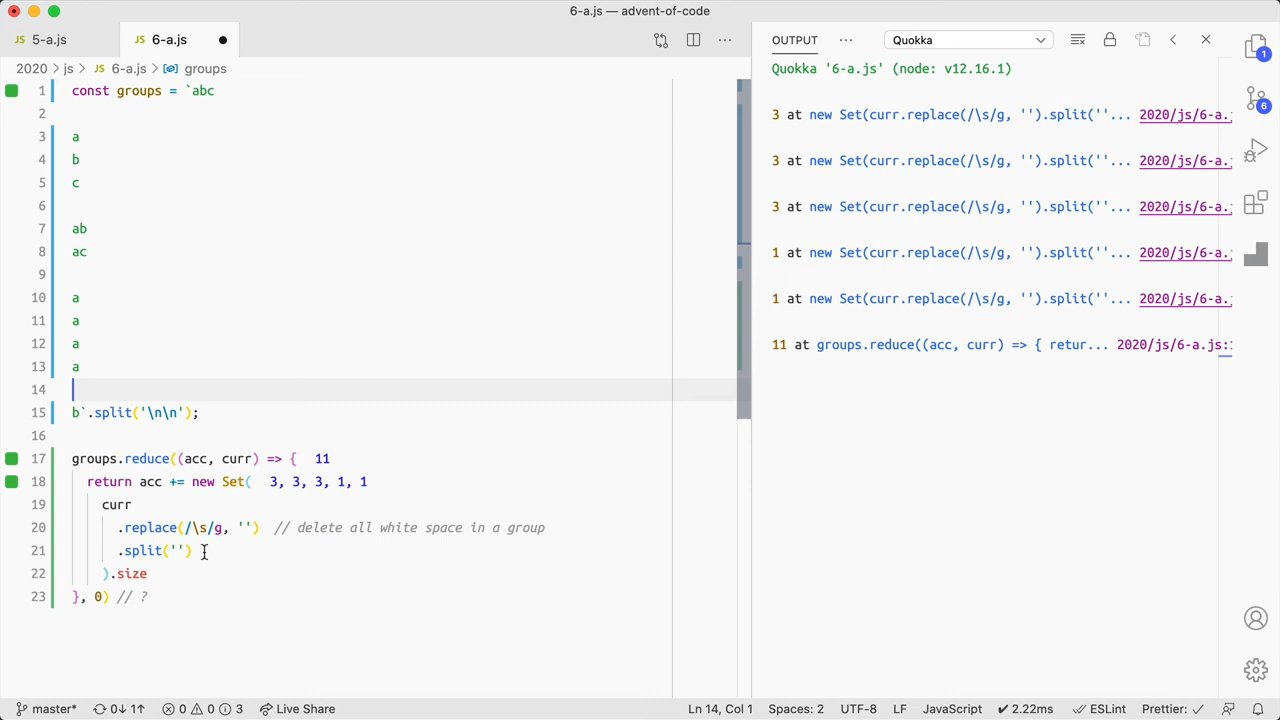 6-a.js — advent-of-code
JS 5-a.js
JS 6-a.js
OUTPUT
Quokka
2020 > js > JS 6-a.js > groups
Quokka '6-a.js' (node: v12.16.1)
1 const groups = `abc
2
3 a
4 b
5 c
6
7 ab
8 ac
9
10 a
11 a
12 a
13 a
14
15 b`.split('\n\n');
16
17 groups.reduce((acc, curr) => { 11
18 return acc += new Set( 3, 3, 3, 1, 1
19 curr
20 .replace(/\s/g, '') // delete all white space in a group
21 .split('')
22 ).size
23 }, 0) // ?
3 at new Set(curr.replace(/\s/g, '').split(''... 2020/js/6-a.
3 at new Set(curr.replace(/\s/g, '').split(''... 2020/js/6-a.
3 at new Set(curr.replace(/\s/g, '').split(''... 2020/js/6-a.
1 at new Set(curr.replace(/\s/g, '').split(''... 2020/js/6-a.
1 at new Set(curr.replace(/\s/g, '').split(''... 2020/js/6-a.
11 at groups.reduce((acc, curr) => { retur... 2020/js/6-a.js:
1
6
master* 0↓ 1↑ 0 0 3 Live Share
Ln 14, Col 1 Spaces: 2 UTF-8 LF JavaScript ✔ 2.22ms ESLint Prettier: ✓